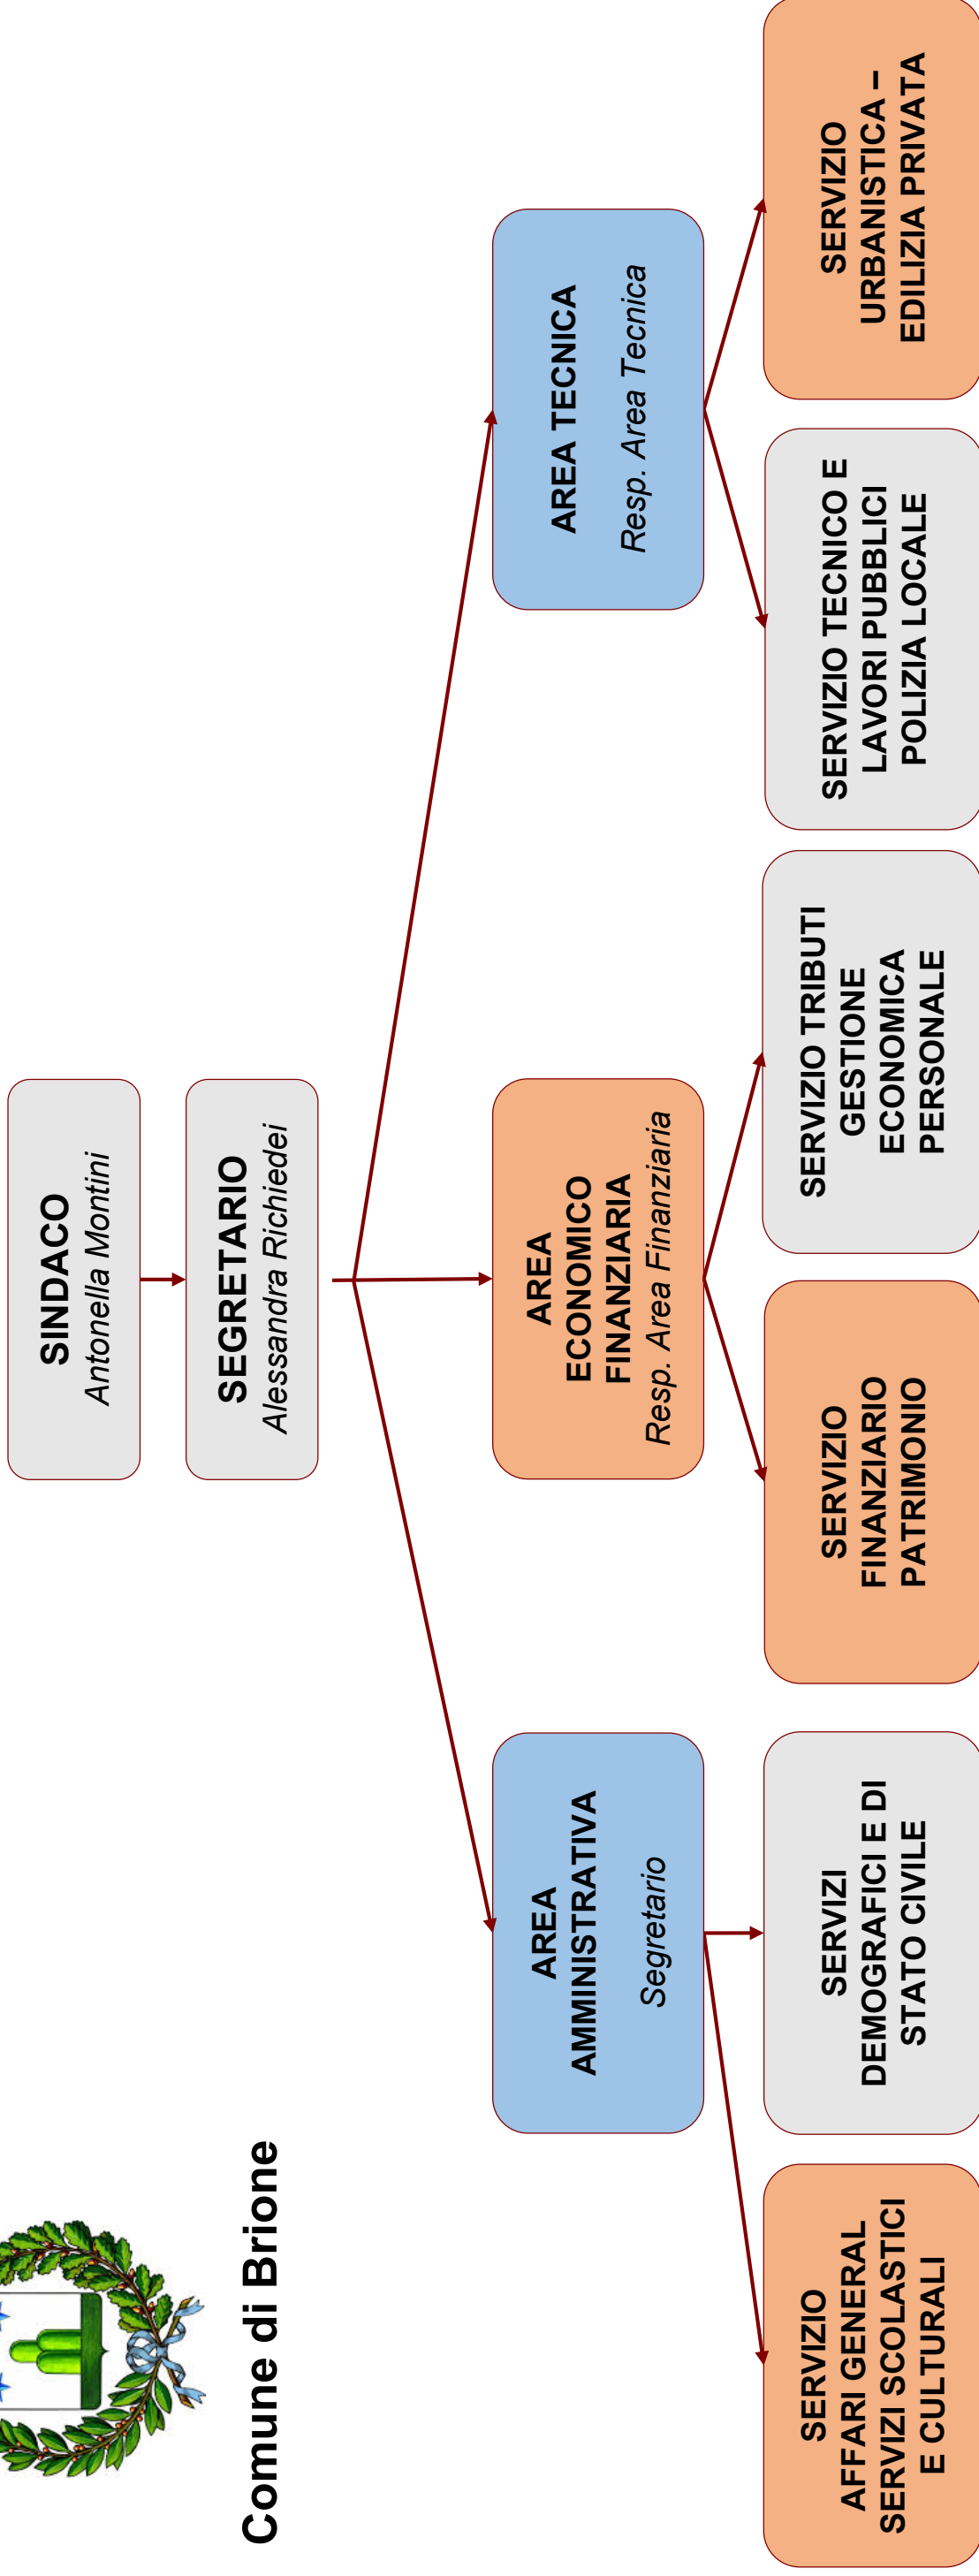 Comune di Brione
SINDACO
Antonella Montini
SEGRETARIO
Alessandra Richiedei
AREA
AMMINISTRATIVA
Segretario
AREA
ECONOMICO
FINANZIARIA
Resp. Area Finanziaria
AREA TECNICA
Resp. Area Tecnica
SERVIZIO
AFFARI GENERAL
SERVIZI SCOLASTICI
E CULTURALI
SERVIZI
DEMOGRAFICI E DI
STATO CIVILE
SERVIZIO
FINANZIARIO
PATRIMONIO
SERVIZIO TRIBUTI
GESTIONE
ECONOMICA
PERSONALE
SERVIZIO TECNICO E
LAVORI PUBBLICI
POLIZIA LOCALE
SERVIZIO
URBANISTICA –
EDILIZIA PRIVATA